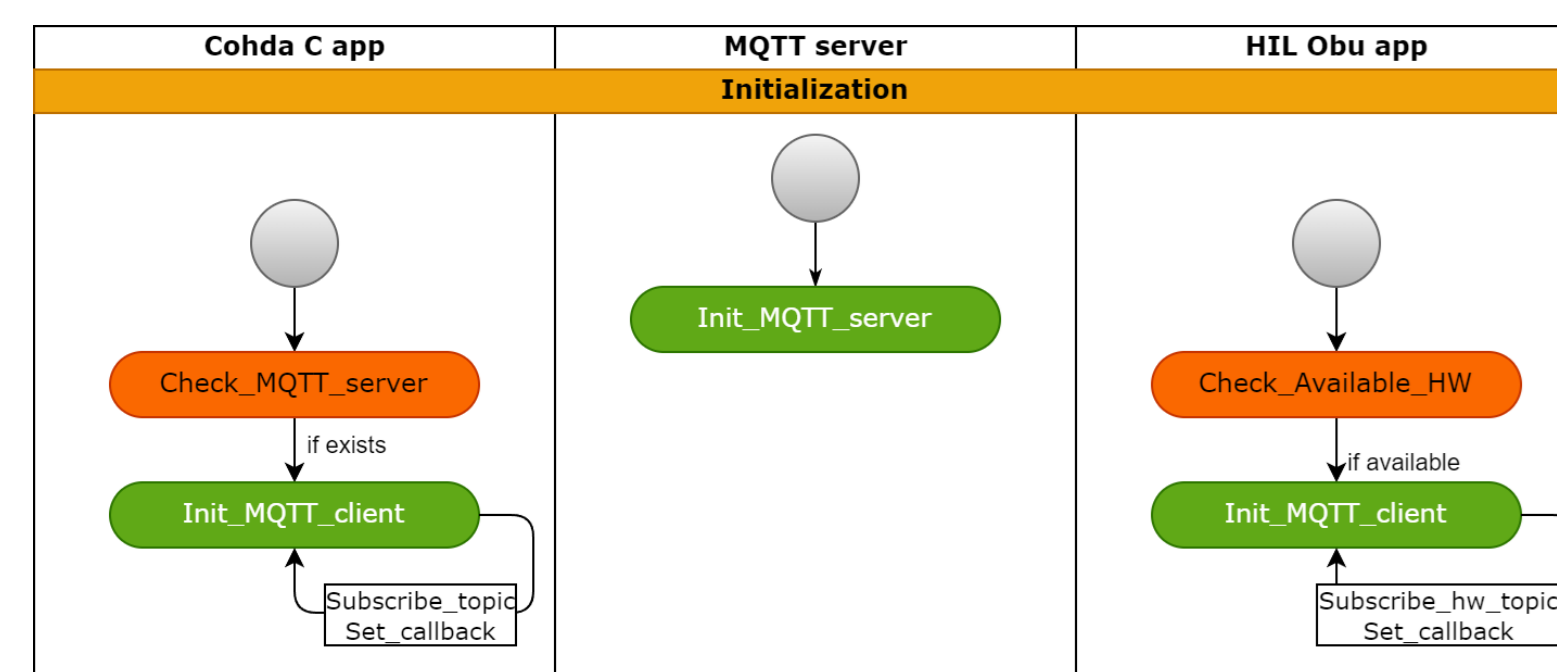 Cohda C app
MQTT server
HIL Obu app
Initialization
Init_MQTT_server
Check_MQTT_server
Check_Available_HW
if exists
if available
Init_MQTT_client
Init_MQTT_client
Subscribe_topic
Set_callback
Subscribe_hw_topic
Set_callback